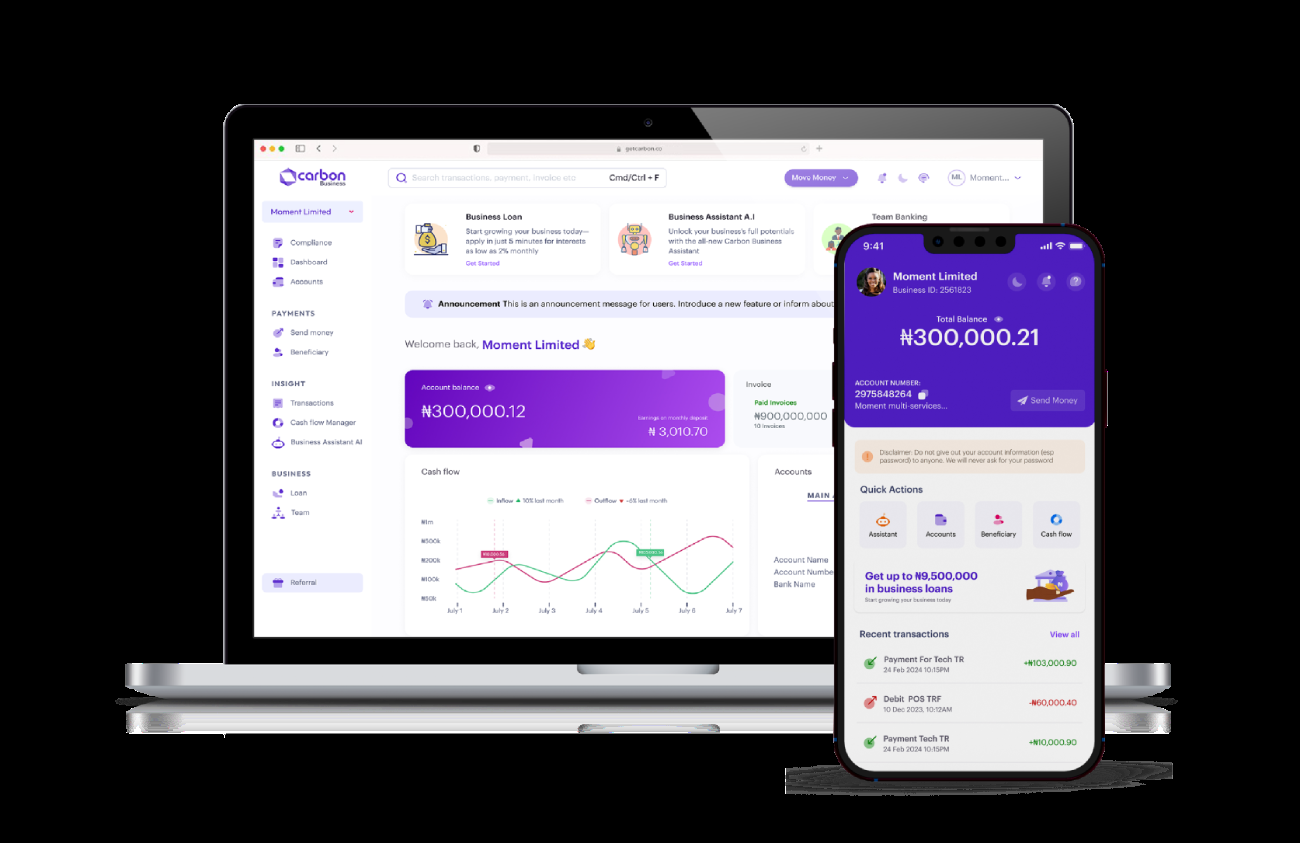 getcarbon.co
carbon
Business
Search transactions, payment, invoice etc
Cmd/Ctrl + F
Move Money
ML
Moment...
Moment Limited
Compliance
Dashboard
Accounts
PAYMENTS
Send money
Beneficiary
INSIGHT
Transactions
Cash flow Manager
Business Assistant AI
BUSINESS
Loan
Team
Referral
Business Loan
Start growing your business today—
apply in just 5 minutes for interests
as low as 2% monthly
Get Started
Business Assistant A.I
Unlock your business's full potentials
with the all-new Carbon Business
Assistant
Get Started
Team Banking
Announcement This is an announcement message for users. Introduce a new feature or inform about
Welcome back, Moment Limited 👋
Account balance
₦300,000.12
Earnings on monthly deposit
₦ 3,010.70
Invoice
Paid Invoices
₦900,000,000
10 Invoices
Cash flow
Inflow ▲ 10% last month
Outflow ▼ -6% last month
₦1m
₦500k
₦200k
₦100k
₦50k
July 1
July 2
July 3
July 4
July 5
July 6
July 7
Accounts
MAIN
Account Name
Account Number
Bank Name
9:41
Moment Limited
Business ID: 2561823
Total Balance
₦300,000.21
ACCOUNT NUMBER:
2975848264
Moment multi-services...
Send Money
Disclaimer: Do not give out your account information (esp
password) to anyone. We will never ask for your password
Quick Actions
Assistant
Accounts
Beneficiary
Cash flow
Get up to ₦9,500,000
in business loans
Start growing your business today
Recent transactions
View all
Payment For Tech TR
24 Feb 2024 10:15PM
+₦103,000.90
Debit POS TRF
10 Dec 2023, 10:12AM
-₦60,000.40
Payment Tech TR
24 Feb 2024 10:15PM
+₦10,000.90